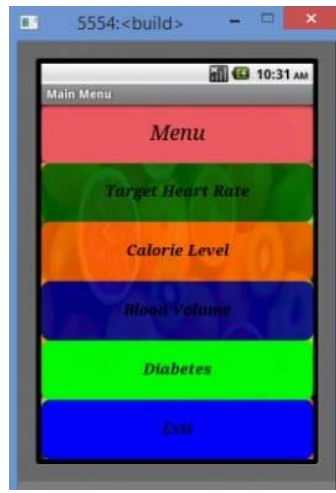 5554:<build>
10:31 AM
Main Menu
Menu
Target Heart Rate
Calorie Level
Blood Volume
Diabetes
Exit